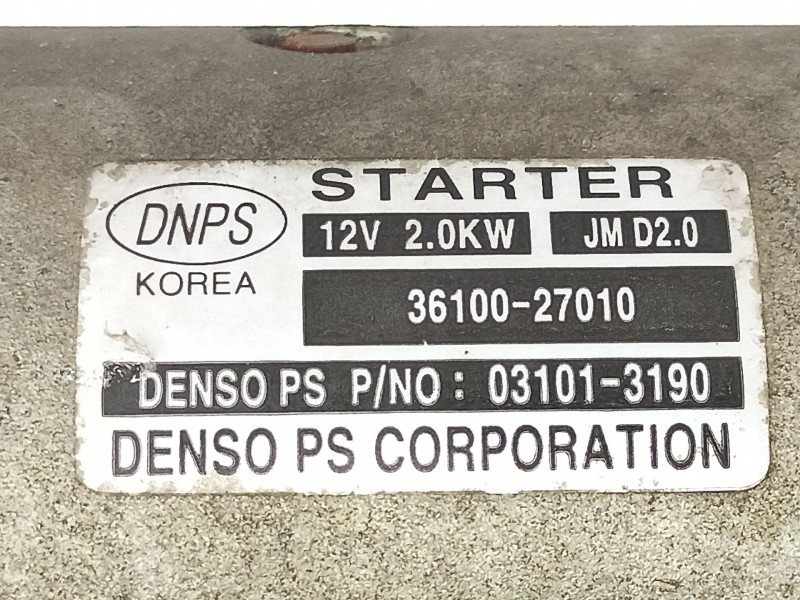 STARTER
DNPS
12V 2.0KW JM D2.0
KOREA
36100-27010
DENSO PS P/NO : 03101-3190
DENSO PS CORPORATION